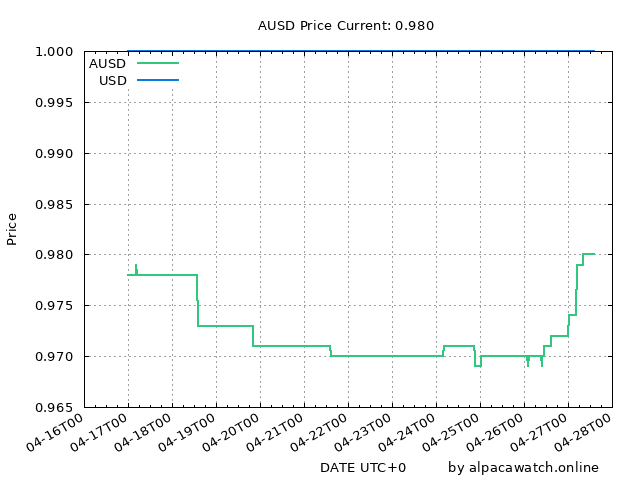 AUSD Price Current: 0.980
1.000
AUSD
USD
0.995
0.990
0.985
0.980
0.975
0.970
0.965
Price
04-16T00
04-17T00
04-18T00
04-19T00
04-20T00
04-21T00
04-22T00
04-23T00
04-24T00
04-25T00
04-26T00
04-27T00
04-28T00
DATE UTC+0 by alpacawatch.online